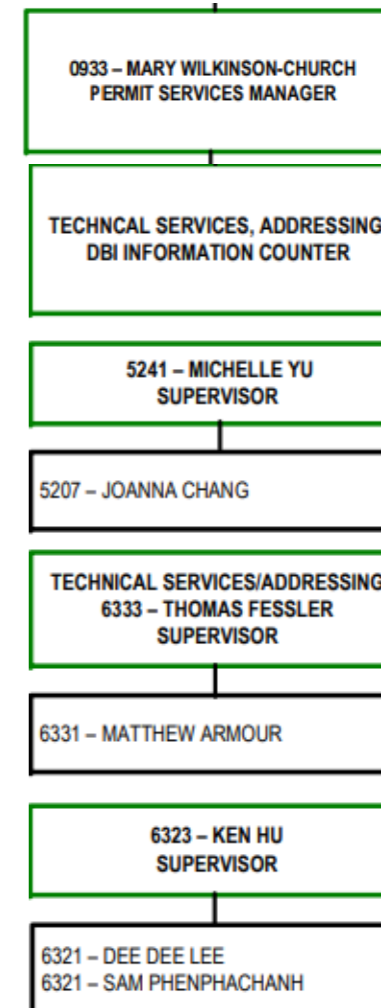 0933 – MARY WILKINSON-CHURCH
PERMIT SERVICES MANAGER
TECHNCAL SERVICES, ADDRESSING
DBI INFORMATION COUNTER
5241 – MICHELLE YU
SUPERVISOR
5207 – JOANNA CHANG
TECHNICAL SERVICES/ADDRESSING
6333 – THOMAS FESSLER
SUPERVISOR
6331 – MATTHEW ARMOUR
6323 – KEN HU
SUPERVISOR
6321 – DEE DEE LEE
6321 – SAM PHENPHACHANH